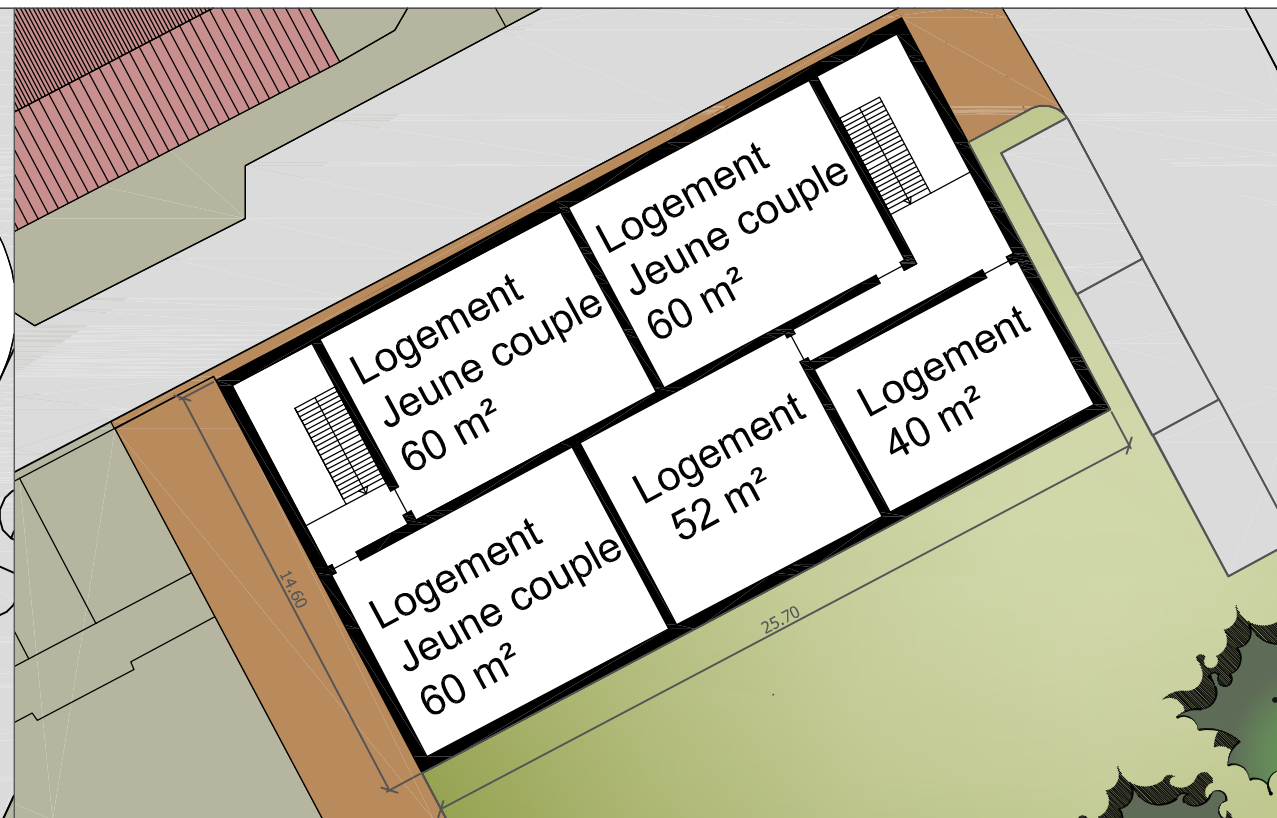 Logement
Jeune couple
60 m²
Logement
Jeune couple
60 m²
Logement
40 m²
Logement
52 m²
Logement
Jeune couple
60 m²
14.60
25.70